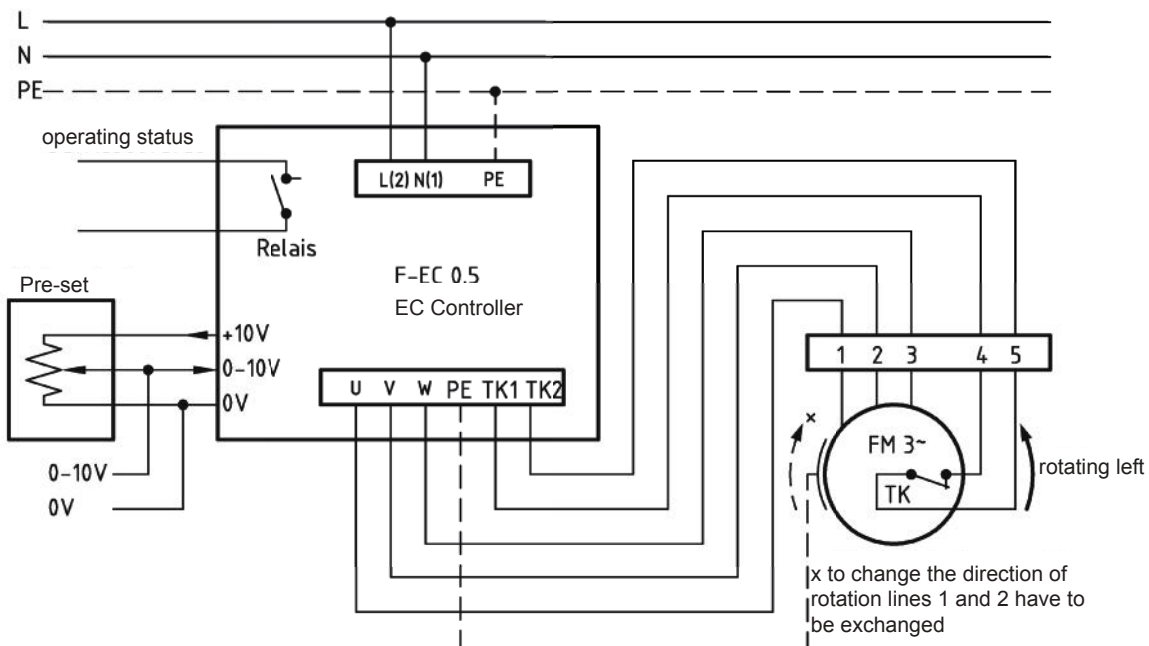 L
N
PE
operating status
L(2) N(1) PE
Relais
F-EC 0.5
EC Controller
Pre-set
+10V
0-10V
0V
U V W PE TK1 TK2
0-10V
0V
1 2 3 4 5
x
FM 3~
TK
rotating left
x to change the direction of
rotation lines 1 and 2 have to
be exchanged